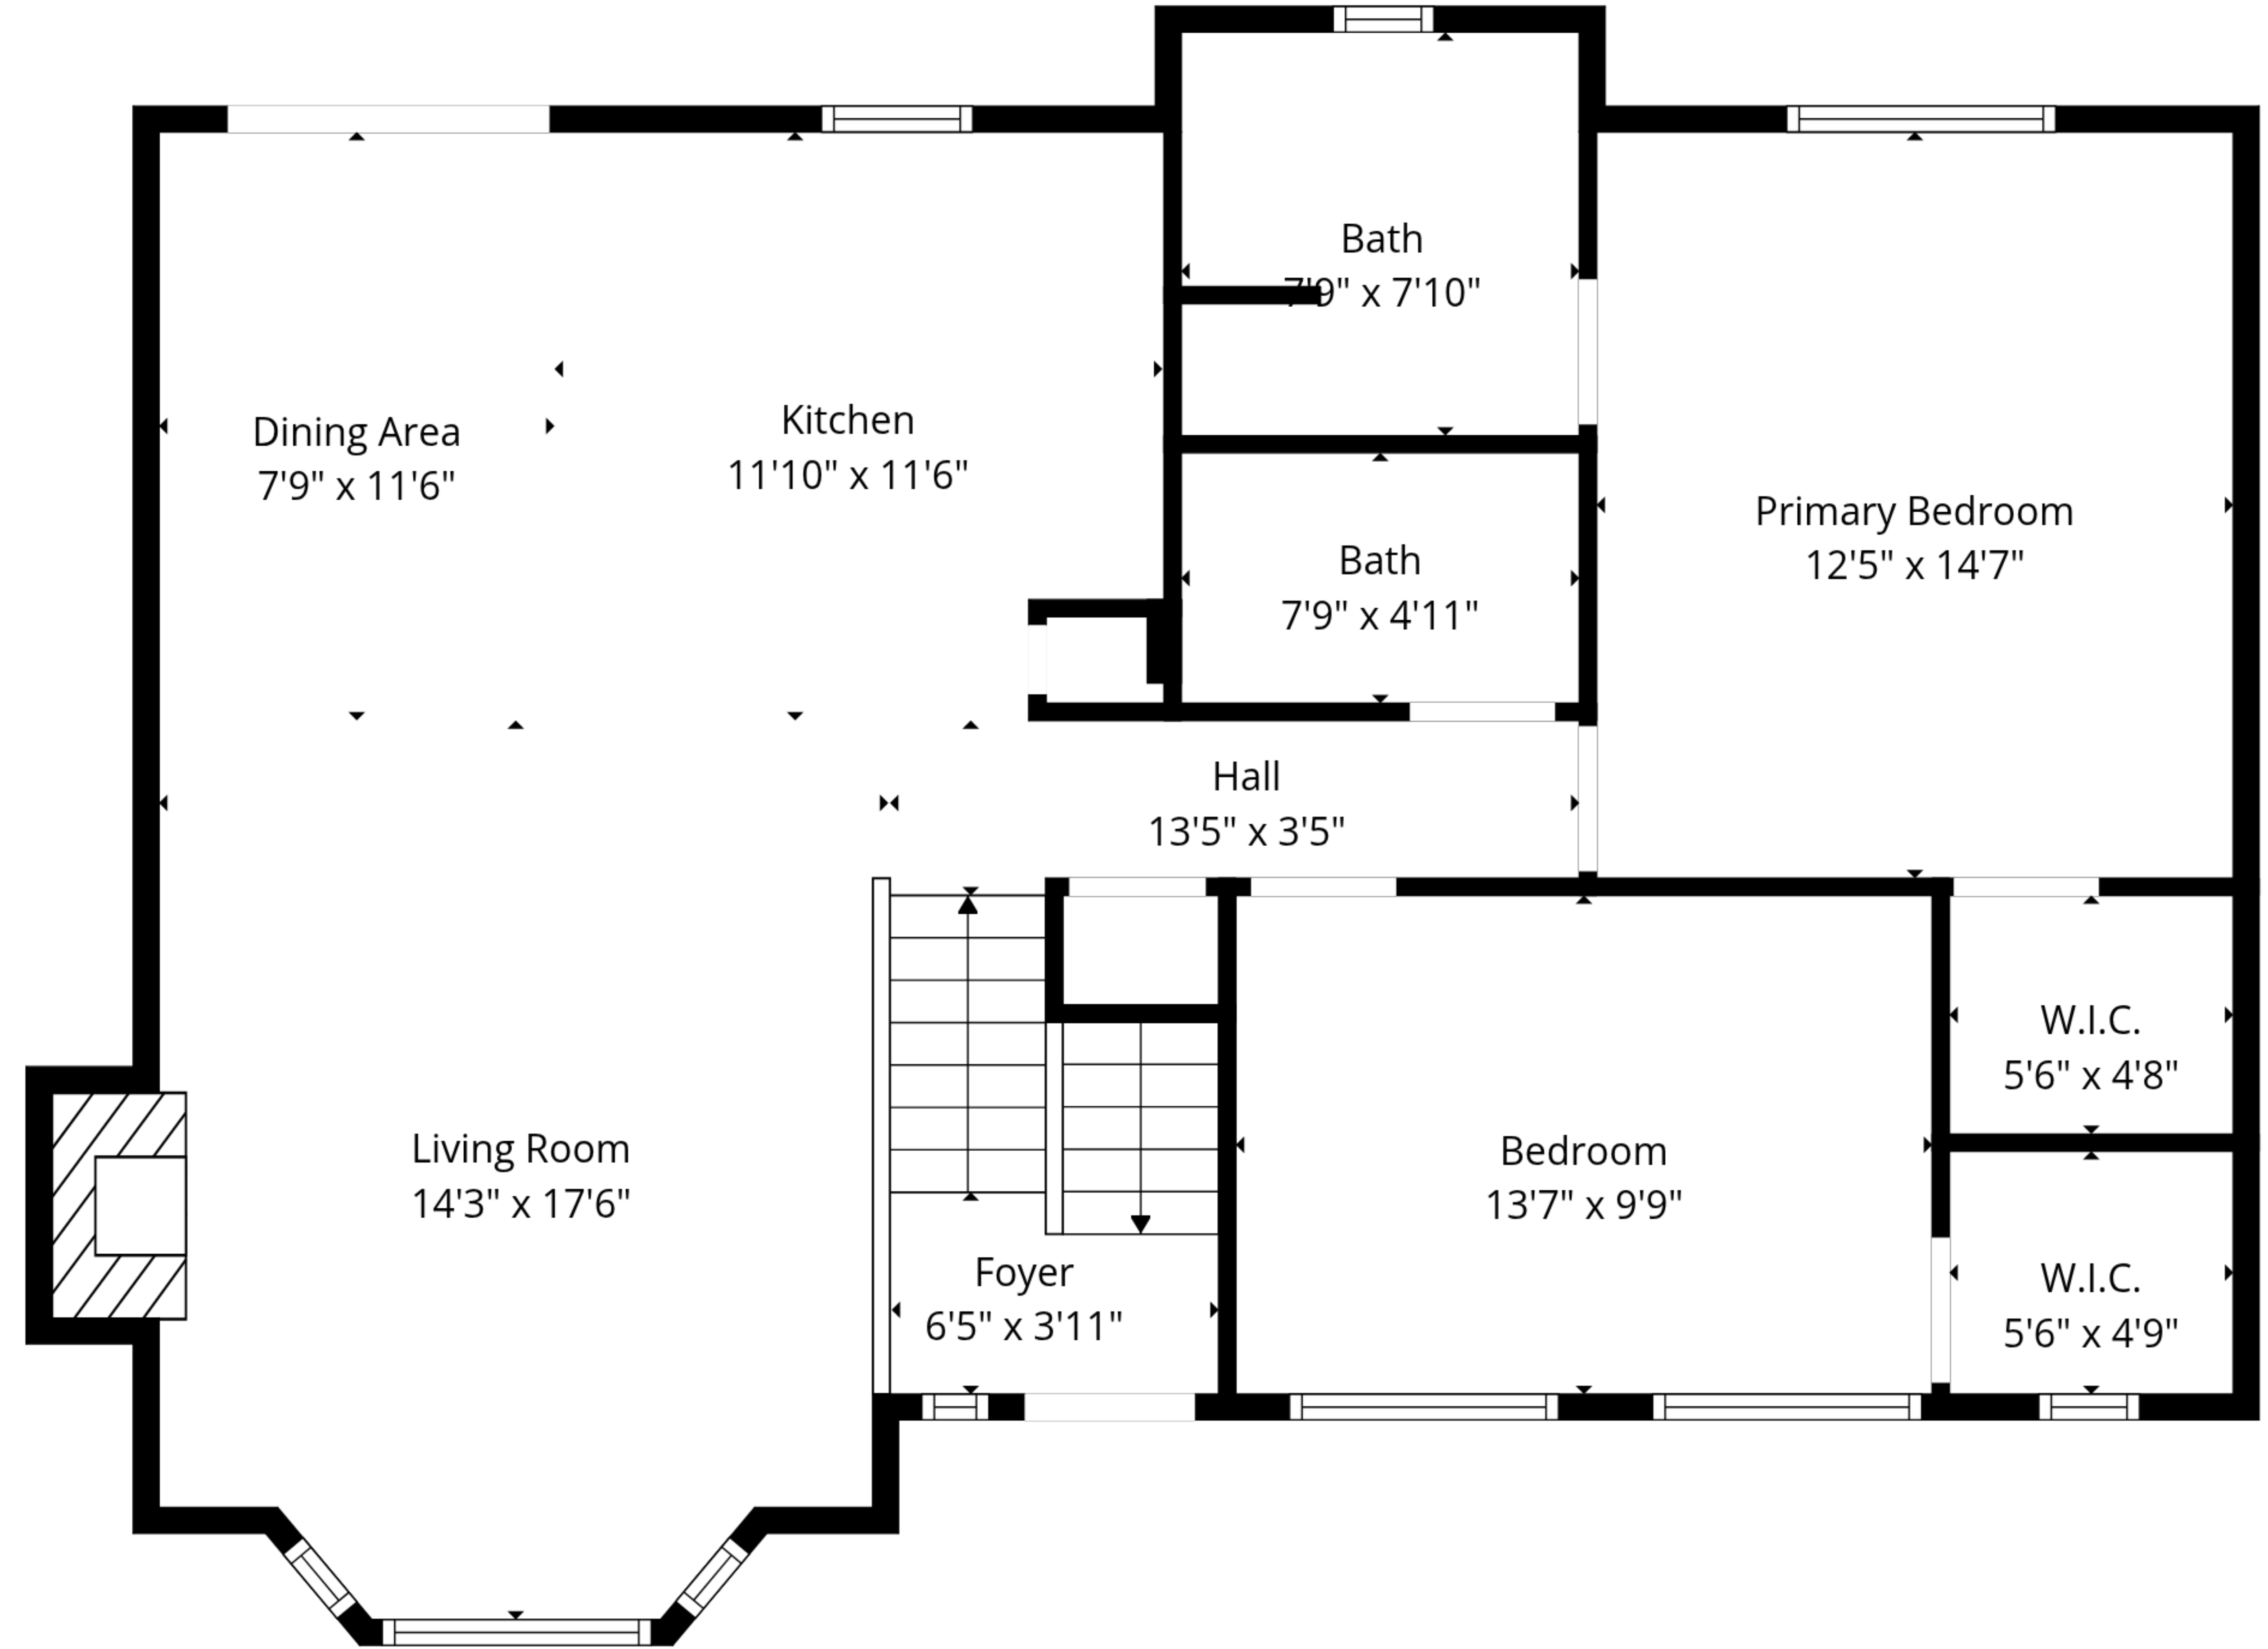 Bath
7'9" x 7'10"
Dining Area
7'9" x 11'6"
Kitchen
11'10" x 11'6"
Primary Bedroom
12'5" x 14'7"
Bath
7'9" x 4'11"
Hall
13'5" x 3'5"
W.I.C.
5'6" x 4'8"
Living Room
14'3" x 17'6"
Bedroom
13'7" x 9'9"
Foyer
6'5" x 3'11"
W.I.C.
5'6" x 4'9"